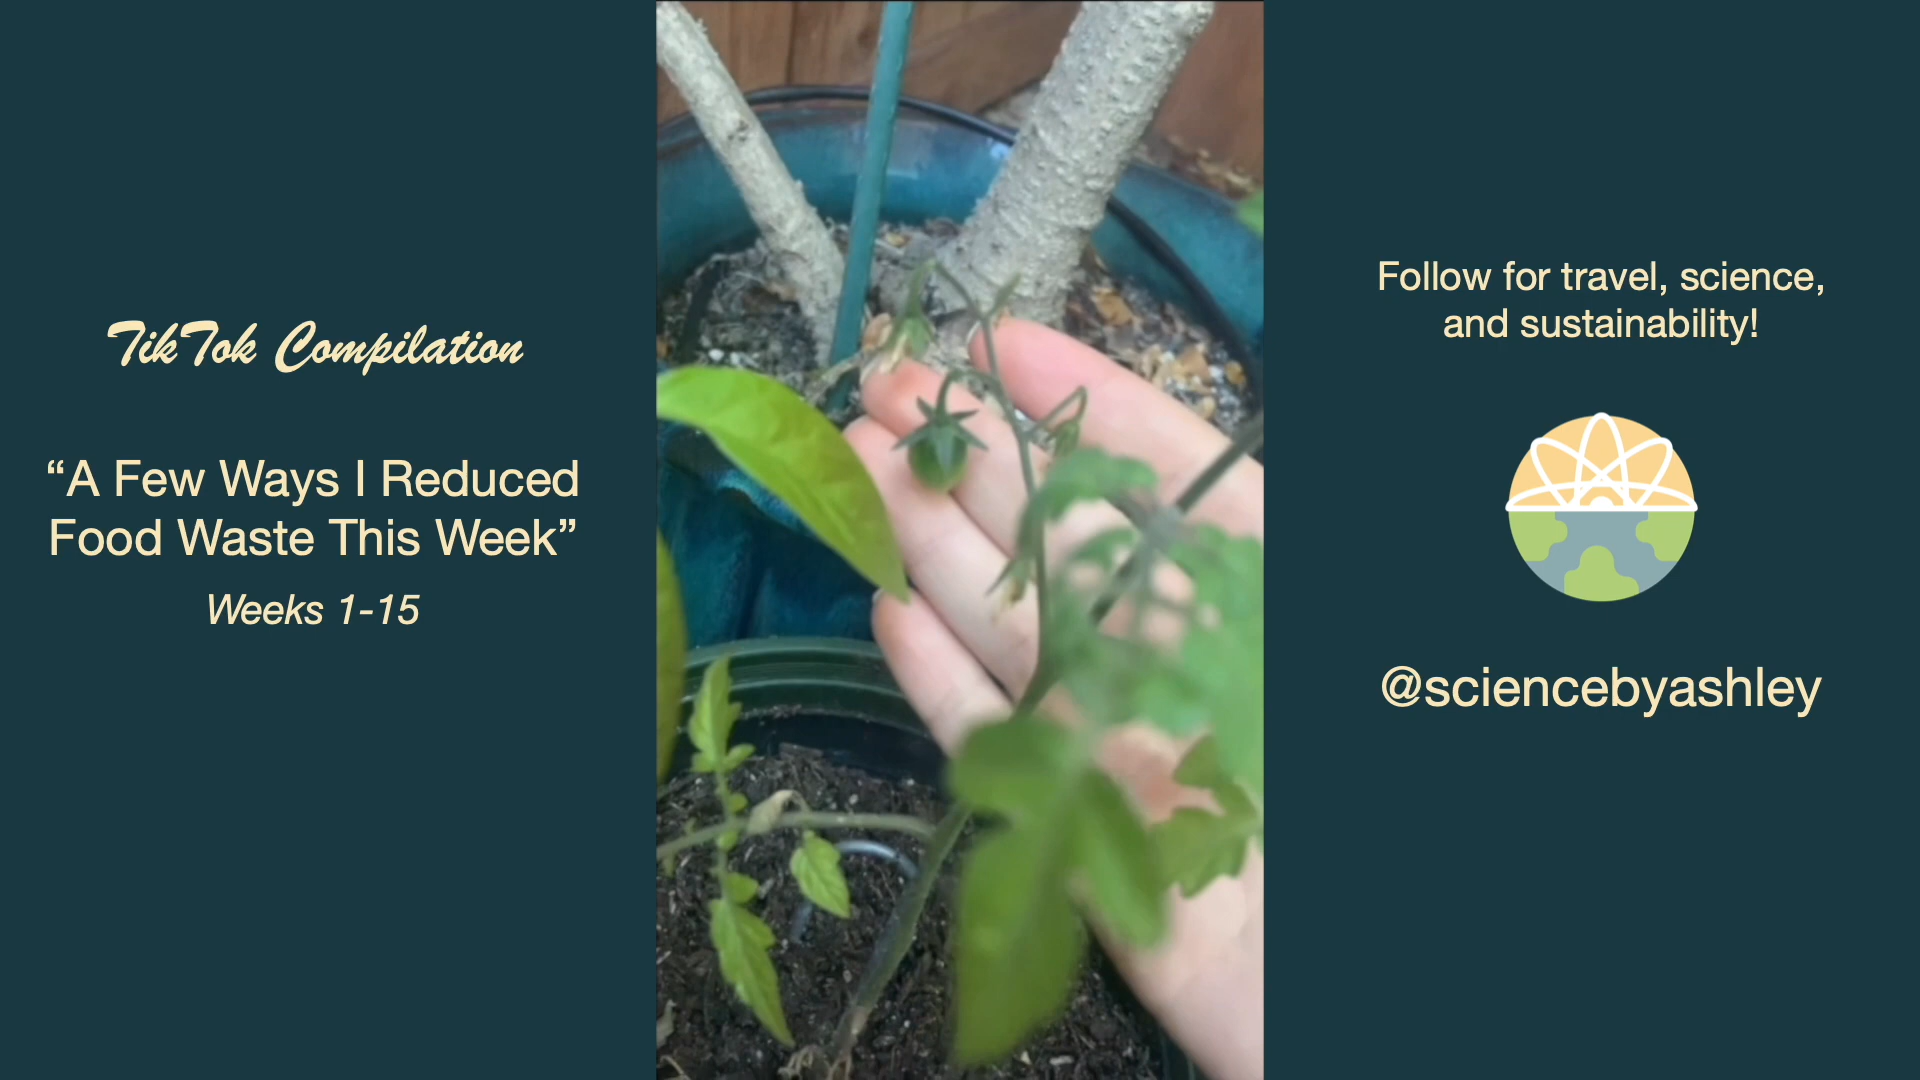 TikTok Compilation
“A Few Ways I Reduced
Food Waste This Week”
Weeks 1-15
Follow for travel, science,
and sustainability!
@sciencebyashley